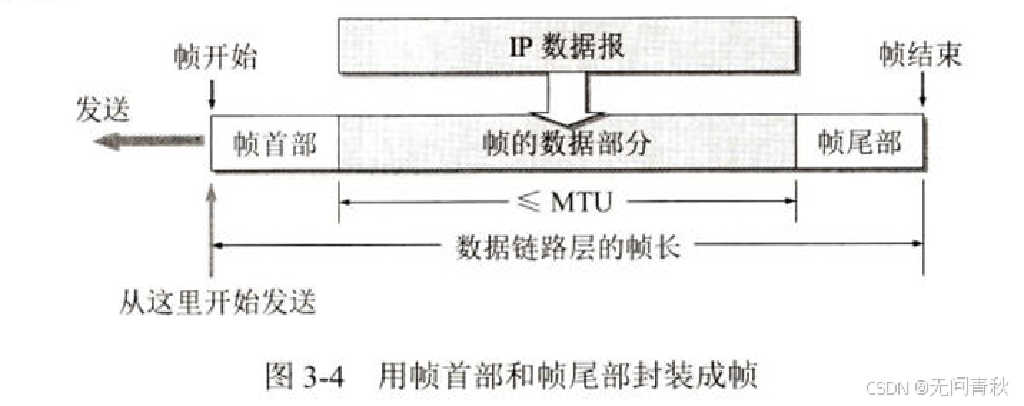 IP 数据报
帧开始
帧结束
发送
帧首部
帧的数据部分
帧尾部
≤ MTU
数据链路层的帧长
从这里开始发送
图 3-4 用帧首部和帧尾部封装成帧
CSDN @无问青秋